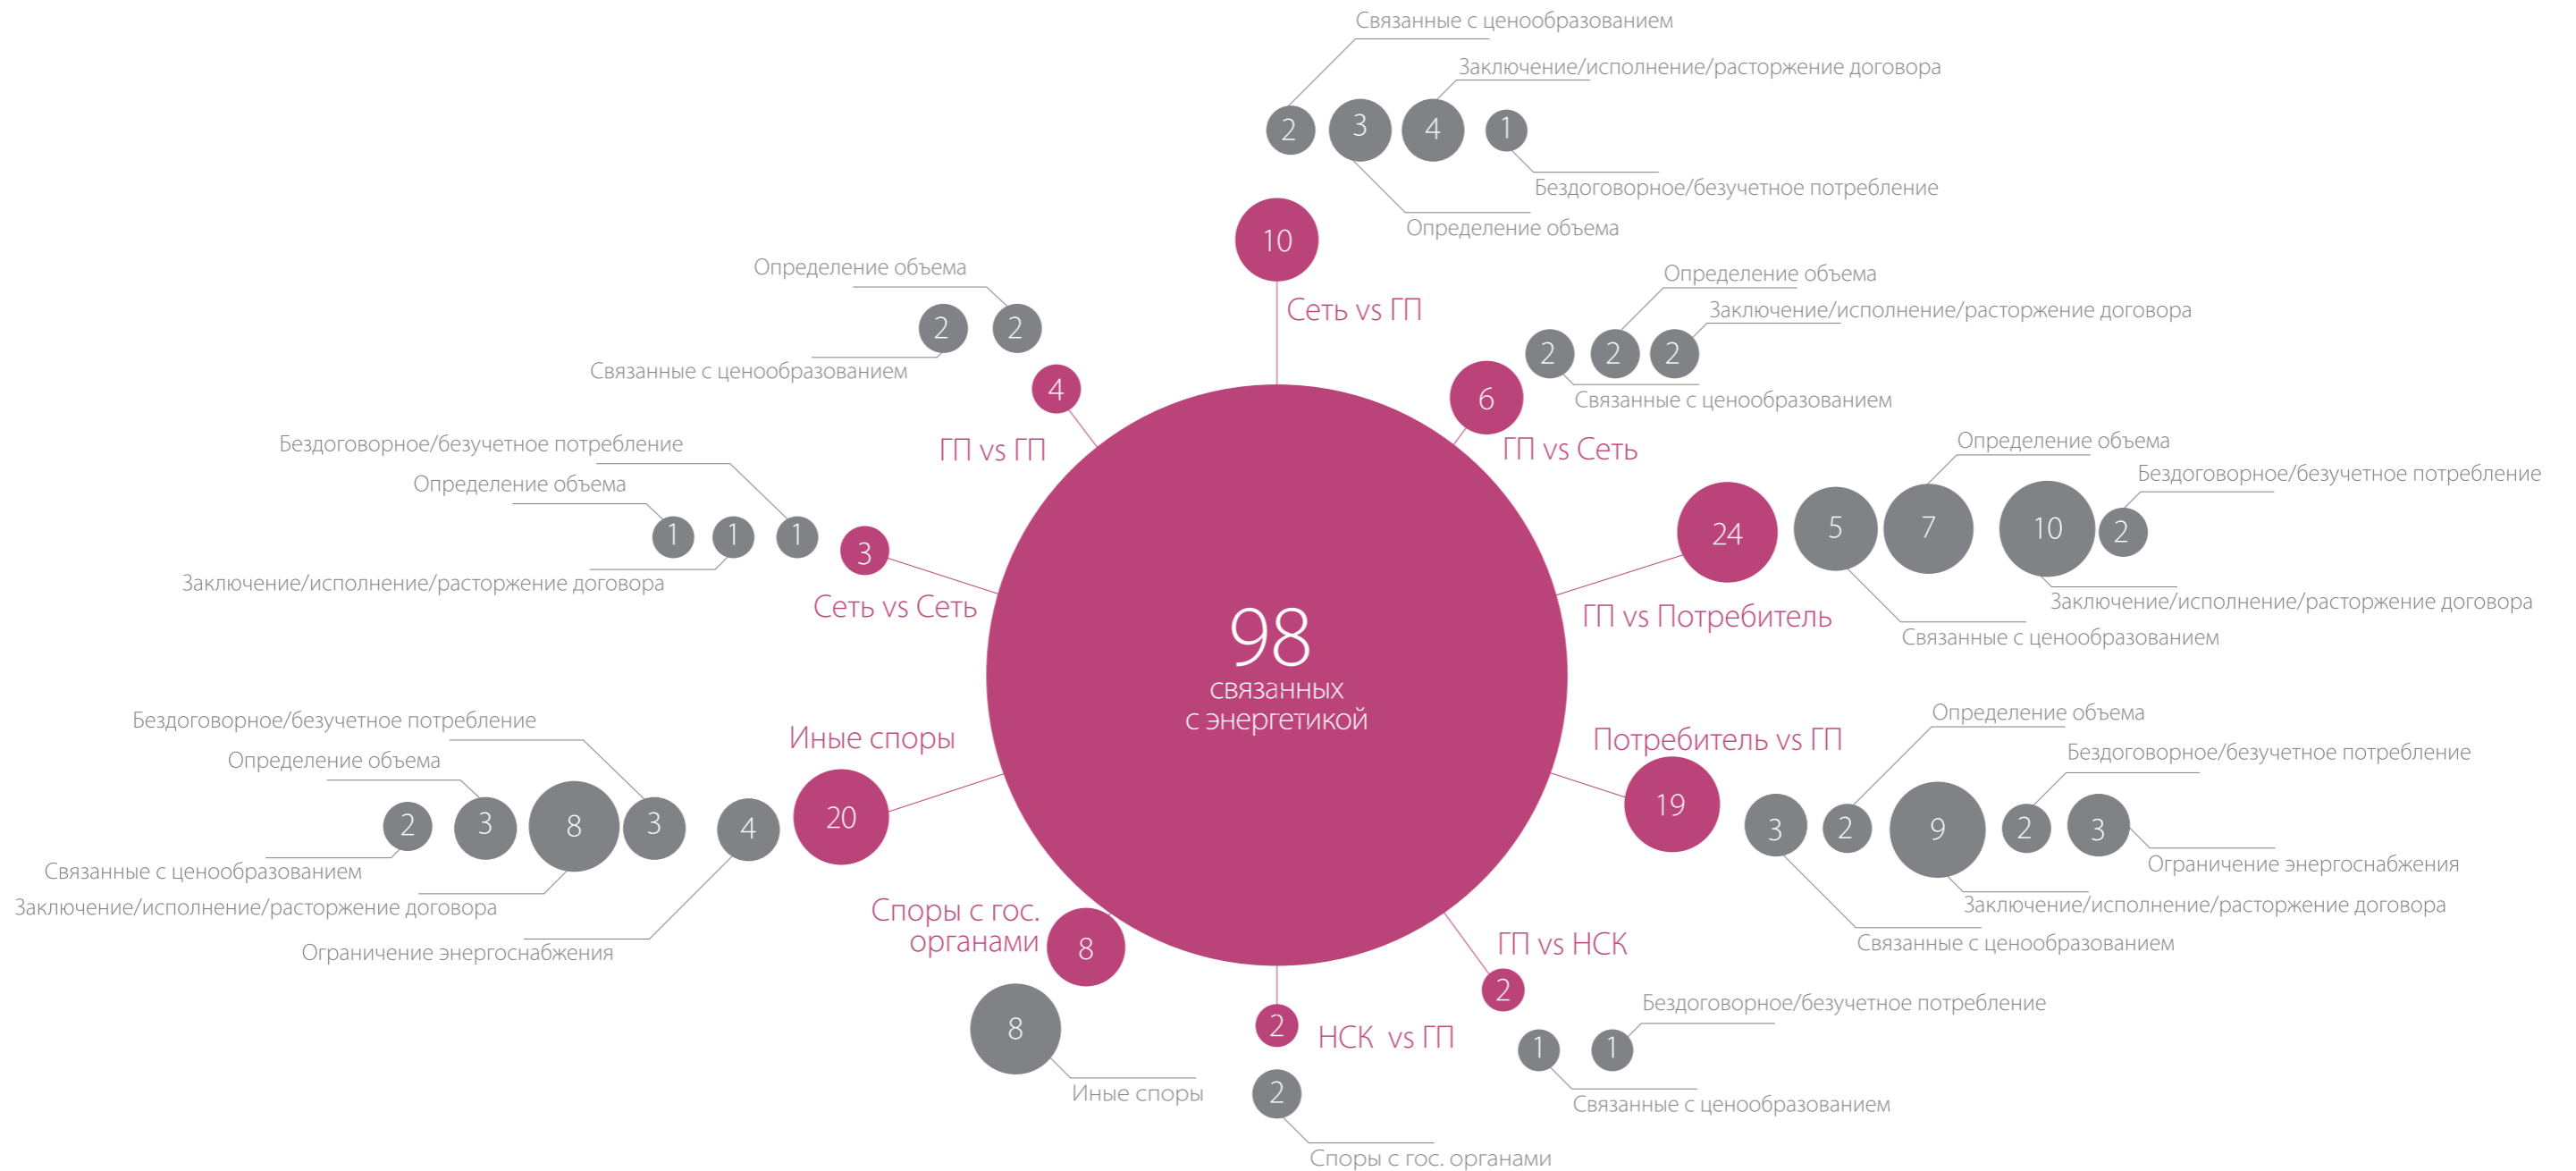 Связанные с ценообразованием
Заключение/исполнение/расторжение договора
2
3
4
1
Бездоговорное/безучетное потребление
Определение объема
10
Сеть vs ГП
Определение объема
Заключение/исполнение/расторжение договора
2
2
2
Связанные с ценообразованием
6
ГП vs Сеть
Определение объема
Бездоговорное/безучетное потребление
24
5
7
10
2
ГП vs Потребитель
Заключение/исполнение/расторжение договора
Связанные с ценообразованием
Потребитель vs ГП
19
Определение объема
Бездоговорное/безучетное потребление
3
2
9
2
3
Ограничение энергоснабжения
Заключение/исполнение/расторжение договора
Связанные с ценообразованием
ГП vs НСК
2
Бездоговорное/безучетное потребление
1
1
Связанные с ценообразованием
2
НСК vs ГП
2
Споры с гос. органами
Споры с гос.
органами
8
8
Иные споры
Иные споры
20
Бездоговорное/безучетное потребление
Определение объема
2
3
8
3
4
Связанные с ценообразованием
Заключение/исполнение/расторжение договора
Ограничение энергоснабжения
Бездоговорное/безучетное потребление
Определение объема
1
1
1
3
Заключение/исполнение/расторжение договора
Сеть vs Сеть
Определение объема
2
2
Связанные с ценообразованием
4
ГП vs ГП
98
связанных
с энергетикой